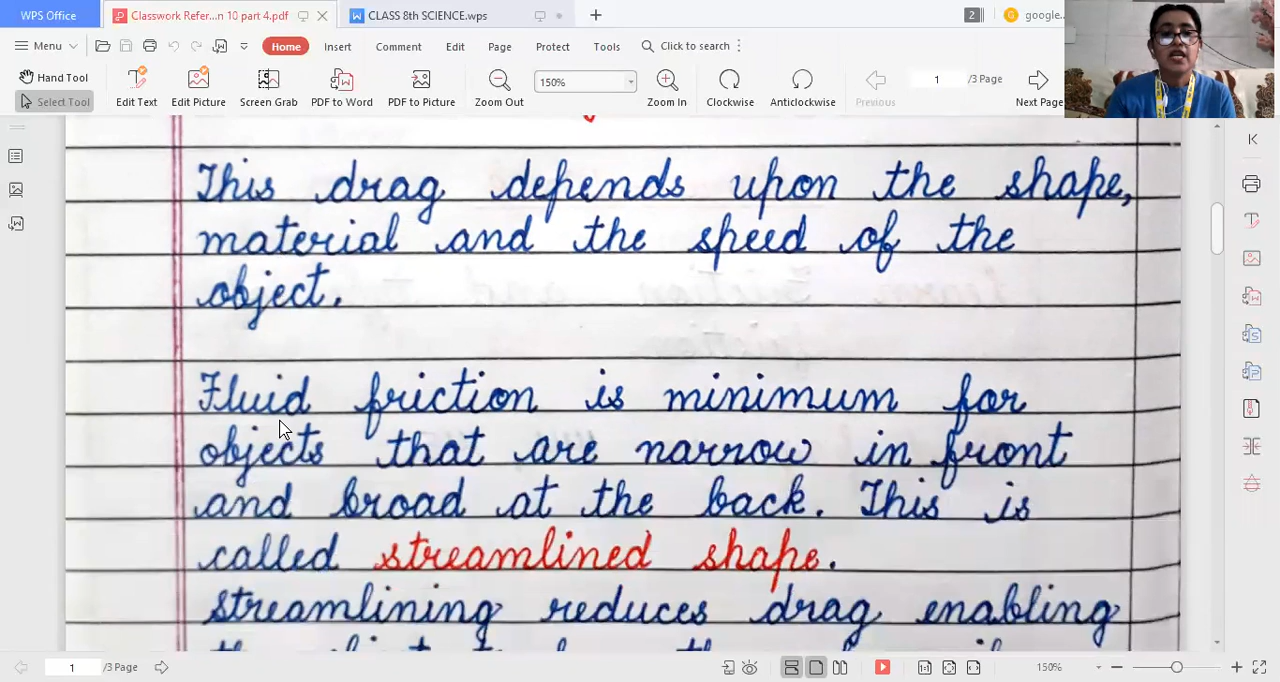 WPS Office
Classwork Refer...n 10 part 4.pdf
CLASS 8th SCIENCE.wps
2
google...
Menu
Home
Insert
Comment
Edit
Page
Protect
Tools
Click to search
Hand Tool
Select Tool
Edit Text
Edit Picture
Screen Grab
PDF to Word
PDF to Picture
Zoom Out
150%
Zoom In
Clockwise
Anticlockwise
Previous
1
/3 Page
Next Page
This drag depends upon the shape,
material and the speed of the
object.
Fluid friction is minimum for
objects that are narrow in front
and broad at the back. This is
called streamlined shape.
streamlining reduces drag enabling
1
/3 Page
150%